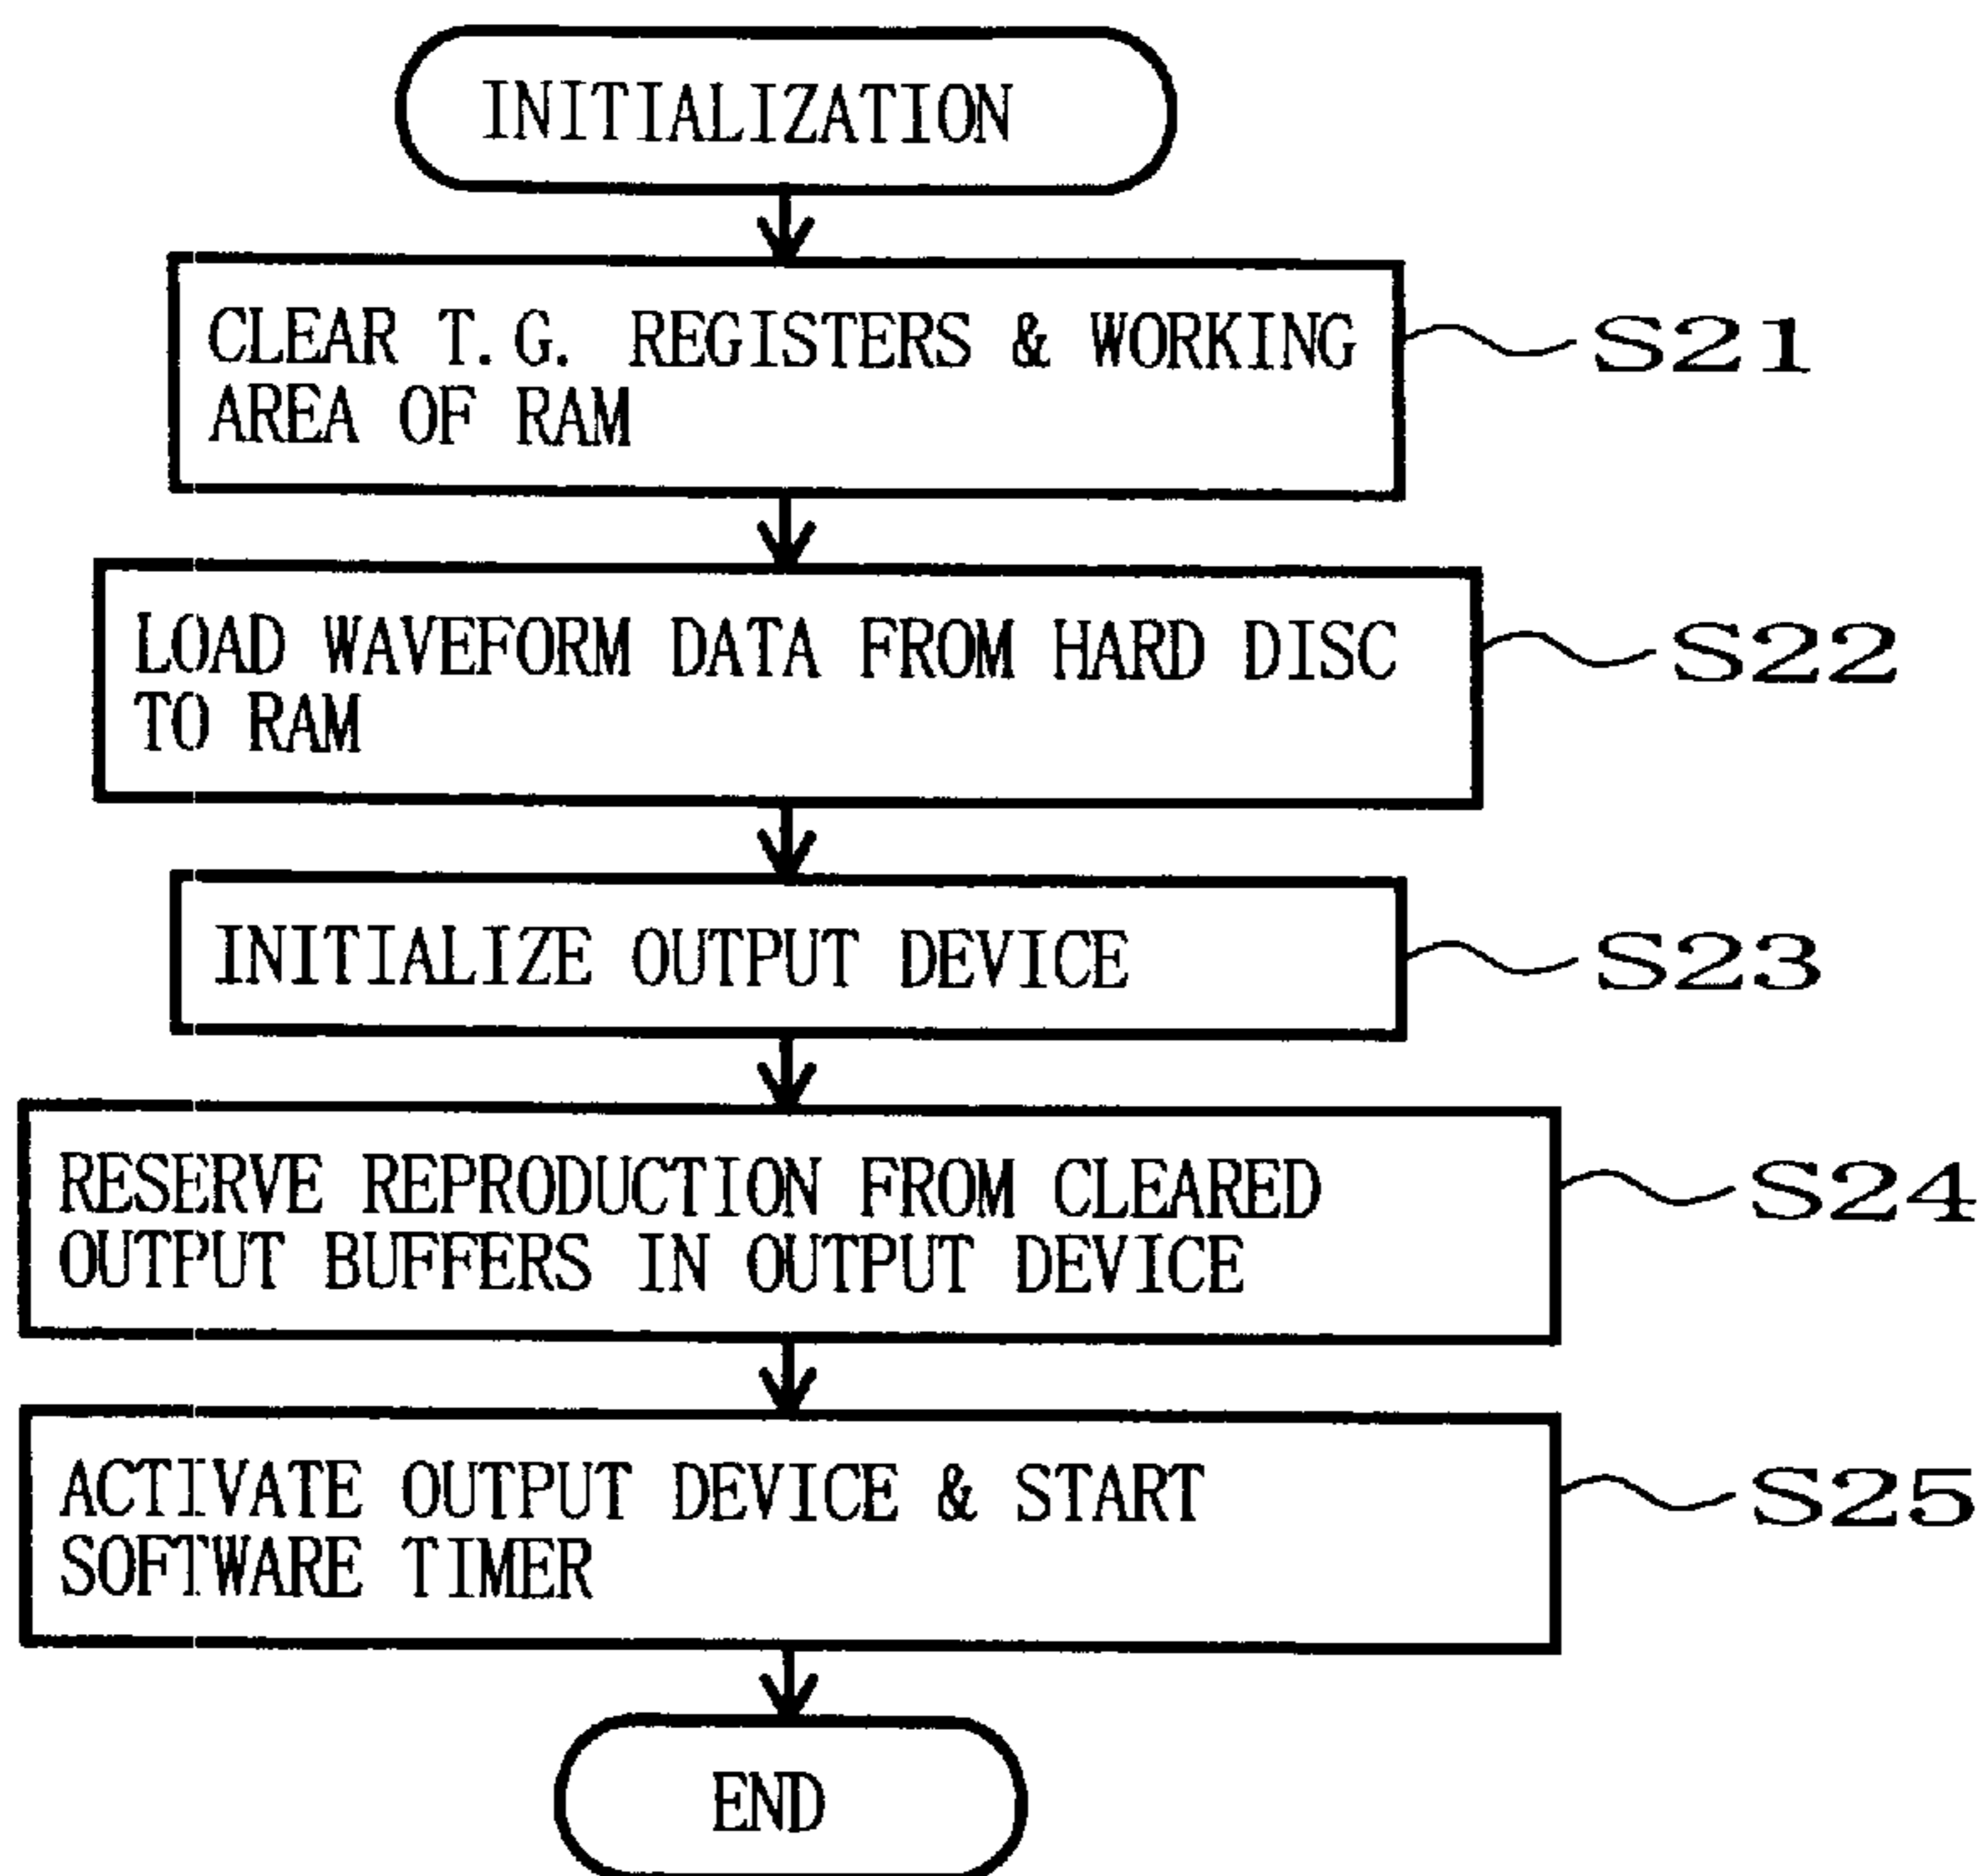 INITIALIZATION
CLEAR T. G. REGISTERS & WORKING
AREA OF RAM
S21
LOAD WAVEFORM DATA FROM HARD DISC
TO RAM
S22
INITIALIZE OUTPUT DEVICE
S23
RESERVE REPRODUCTION FROM CLEARED
OUTPUT BUFFERS IN OUTPUT DEVICE
S24
ACTIVATE OUTPUT DEVICE & START
SOFTWARE TIMER
S25
END